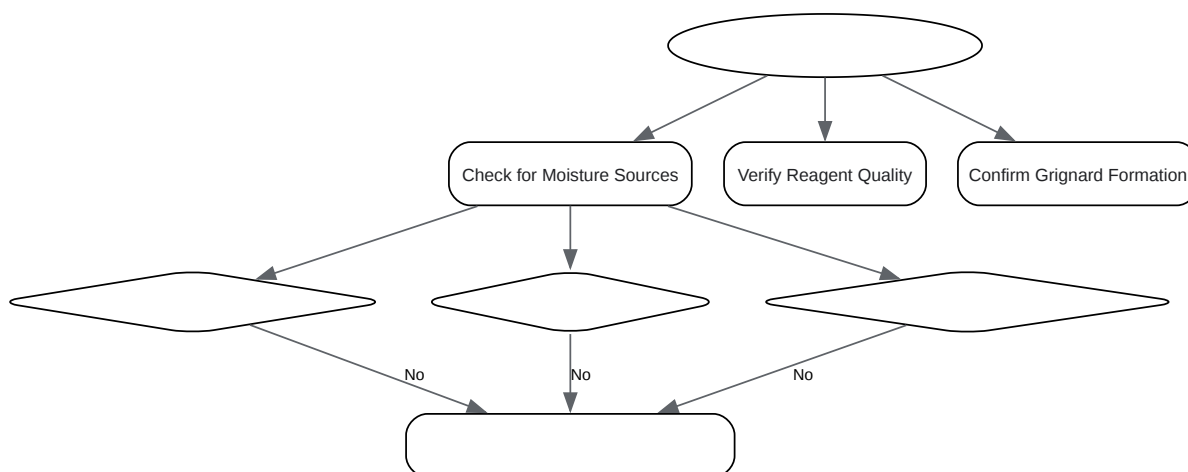 Check for Moisture Sources
Verify Reagent Quality
Confirm Grignard Formation
No
No
No